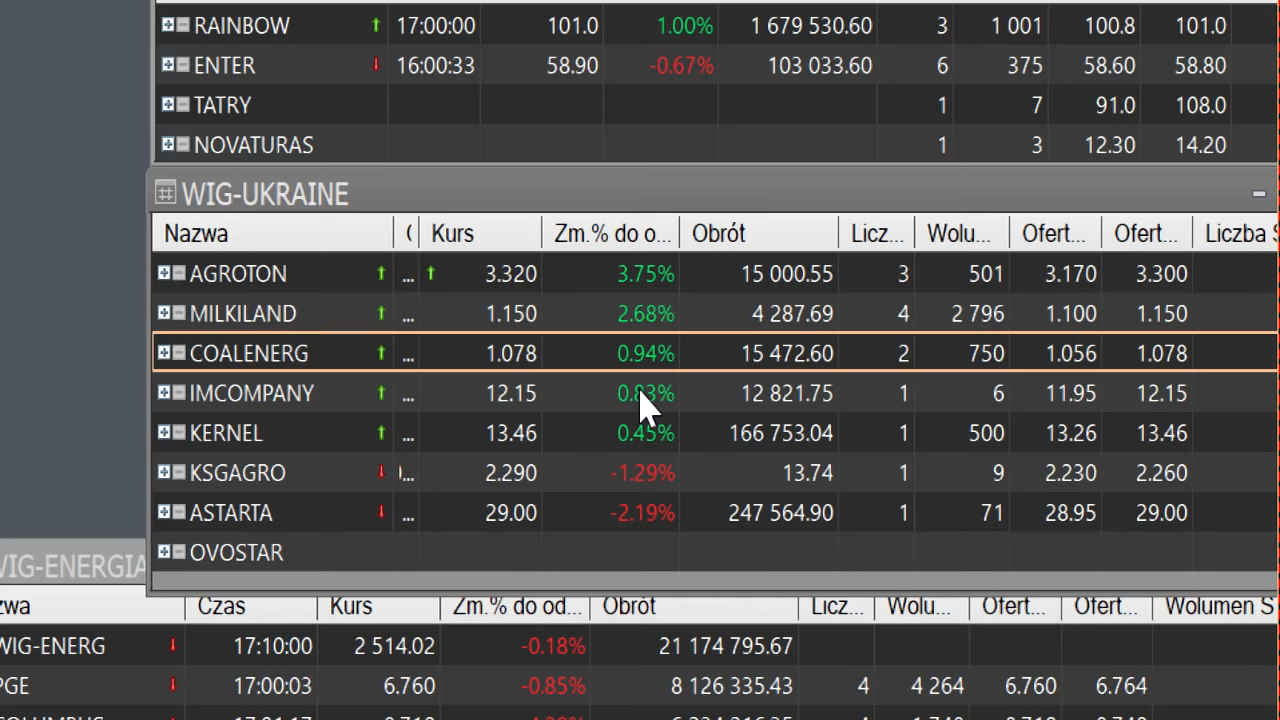 RAINBOW 17:00:00 101.0 1.00% 1 679 530.60 3 1 001 100.8 101.0
ENTER 16:00:33 58.90 -0.67% 103 033.60 6 375 58.60 58.80
TATRY 1 7 91.0 108.0
NOVATURAS 1 3 12.30 14.20
WIG-UKRAINE
Nazwa Kurs Zm.% do o... Obrót Licz... Wolu... Ofert... Ofert... Liczba
AGROTON ... 3.320 3.75% 15 000.55 3 501 3.170 3.300
MILKILAND ... 1.150 2.68% 4 287.69 4 2 796 1.100 1.150
COALENERG ... 1.078 0.94% 15 472.60 2 750 1.056 1.078
IMCOMPANY ... 12.15 0.83% 12 821.75 1 6 11.95 12.15
KERNEL ... 13.46 0.45% 166 753.04 1 500 13.26 13.46
KSGAGRO ... 2.290 -1.29% 13.74 1 9 2.230 2.260
ASTARTA ... 29.00 -2.19% 247 564.90 1 71 28.95 29.00
OVOSTAR
WIG-ENERGIA
zwa Czas Kurs Zm.% do od... Obrót Licz... Wolu... Ofert... Ofert... Wolumen S
WIG-ENERG 17:10:00 2 514.02 -0.18% 21 174 795.67
PGE 17:00:03 6.760 -0.85% 8 126 335.43 4 4 264 6.760 6.764